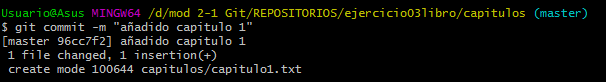 Usuario@Asus MINGW64 /d/mod 2-1 Git/REPOSITORIOS/ejercicio03libro/capitulos (master)
$ git commit -m "añadido capitulo 1"
[master 96cc7f2] añadido capitulo 1
 1 file changed, 1 insertion(+)
 create mode 100644 capitulos/capitulo1.txt